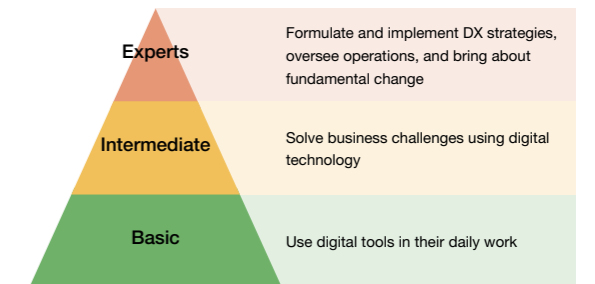 Experts
Formulate and implement DX strategies,
oversee operations, and bring about
fundamental change
Intermediate
Solve business challenges using digital
technology
Basic
Use digital tools in their daily work